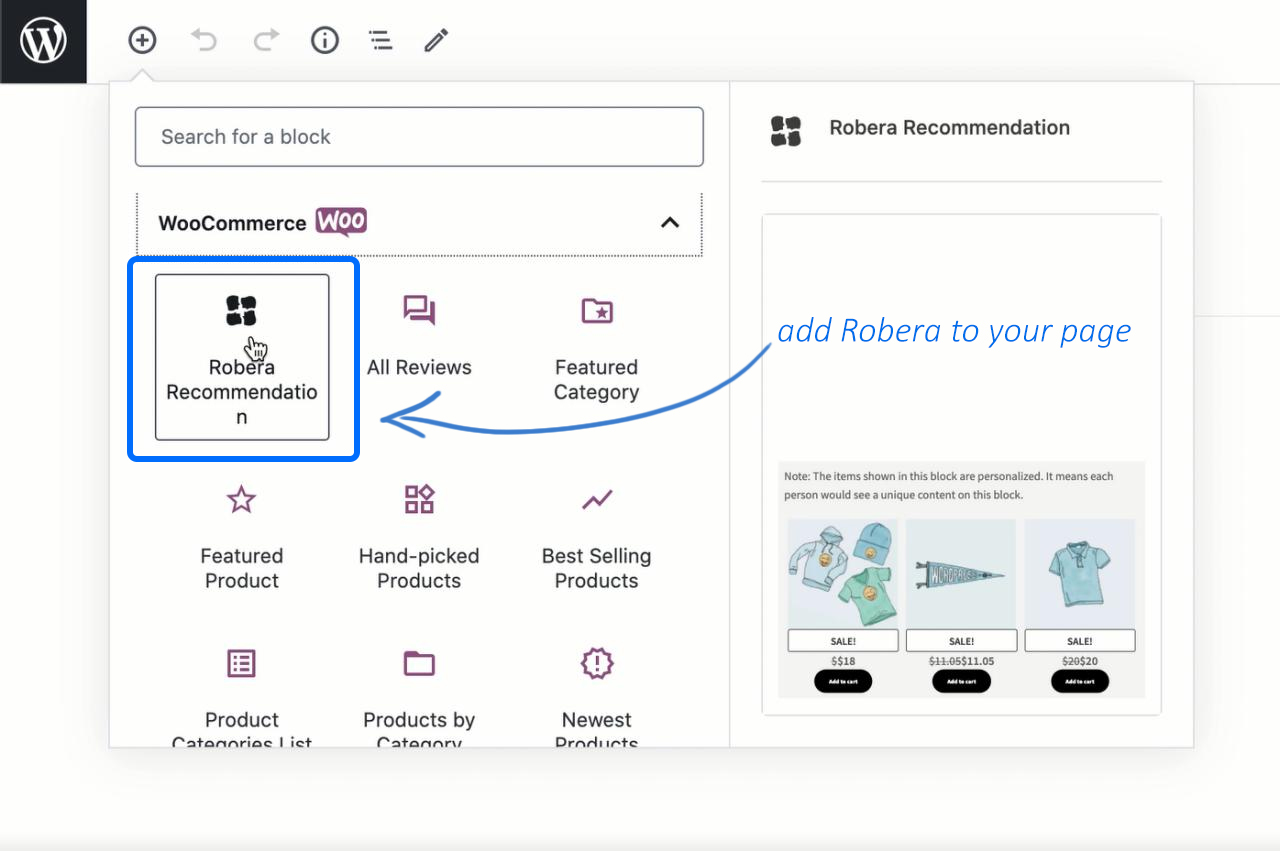 Search for a block
WooCommerce WOO
Robera
Recommendatio
n
All Reviews
Featured
Category
Featured
Product
Hand-picked
Products
Best Selling
Products
Product
Categories List
Products by
Category
Newest
Products
Robera Recommendation
add Robera to your page
Note: The items shown in this block are personalized. It means each
person would see a unique content on this block.
WORDPRESS
SALE! SALE! SALE!
$$18 $11.05$11.05 $20$20
Add to cart Add to cart Add to cart